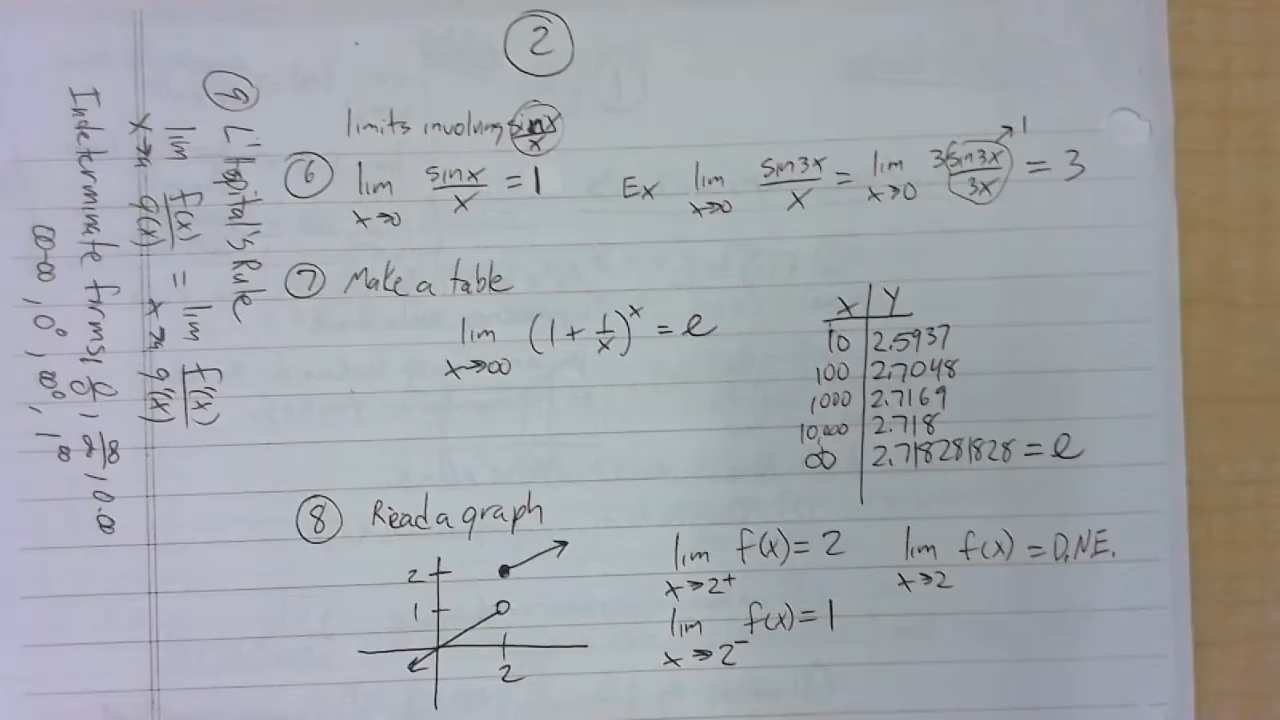 2
limits involving sinx/x
6 lim x→0 sinx/x = 1 Ex lim x→0 sin3x/x = lim x→0 3(sin3x)/3x → 1 = 3
7 Make a table
lim x→∞ (1 + 1/x)^x = e
X | Y
10 | 2.5937
100 | 2.7048
1000 | 2.7169
10,000 | 2.718
∞ | 2.718281828 = e
8 Read a graph
2
1
2
lim x→2⁺ f(x) = 2 lim x→2 f(x) = D.N.E.
lim x→2⁻ f(x) = 1
9 L'Hopital's Rule
lim x→n f(x)/g(x) = lim x→n f'(x)/g'(x)
Indeterminate forms: 0/0, ∞/∞, 0·∞
∞-∞, 0⁰, ∞⁰, 1^∞